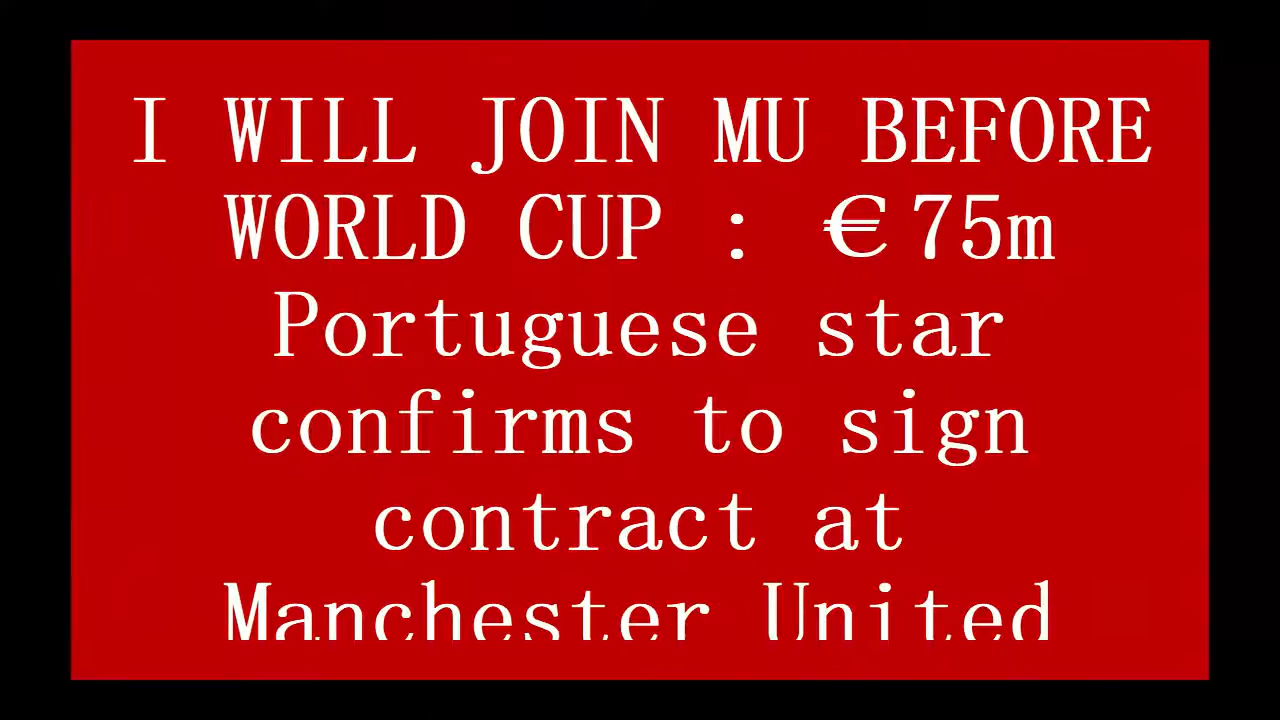 I WILL JOIN MU BEFORE
WORLD CUP : €75m
Portuguese star
confirms to sign
contract at
Manchester United